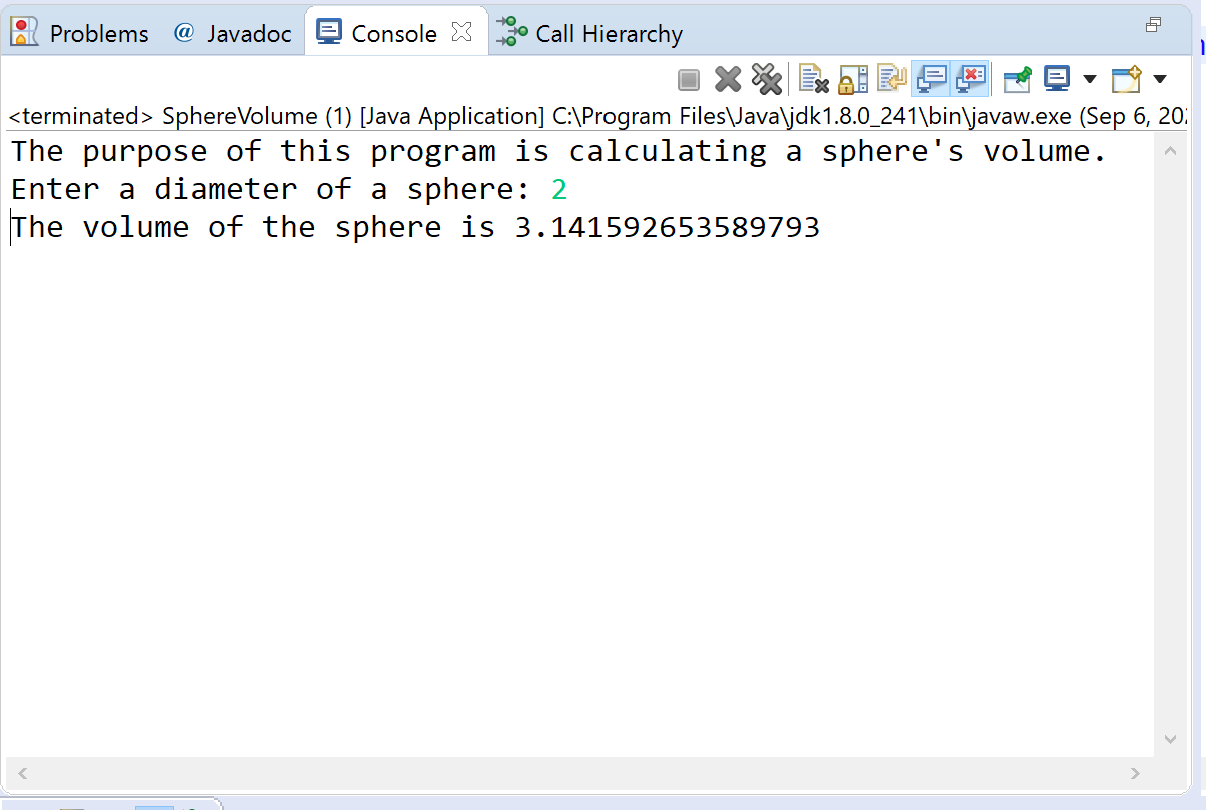 Problems @ Javadoc Console Call Hierarchy
<terminated> SphereVolume (1) [Java Application] C:\Program Files\Java\jdk1.8.0_241\bin\javaw.exe (Sep 6, 20
The purpose of this program is calculating a sphere's volume.
Enter a diameter of a sphere: 2
The volume of the sphere is 3.141592653589793